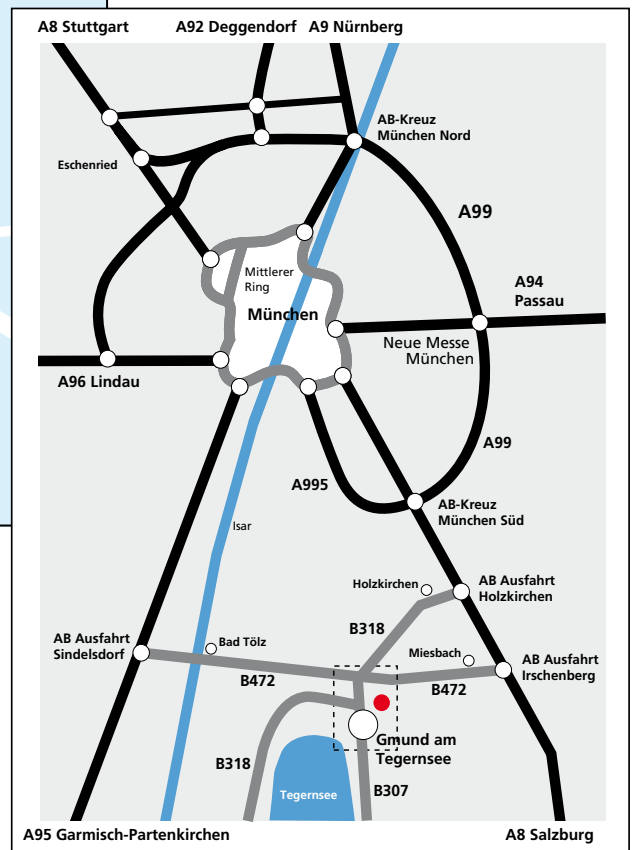 A8 Stuttgart
A92 Deggendorf
A9 Nürnberg
AB-Kreuz
München Nord
Eschenried
A99
Mittlerer
Ring
München
A94
Passau
Neue Messe
München
A96 Lindau
A99
A995
AB-Kreuz
München Süd
Isar
Holzkirchen
AB Ausfahrt
Holzkirchen
B318
AB Ausfahrt
Sindelsdorf
Bad Tölz
Miesbach
AB Ausfahrt
Irschenberg
B472
B472
Gmund am
Tegernsee
B318
Tegernsee
B307
A95 Garmisch-Partenkirchen
A8 Salzburg